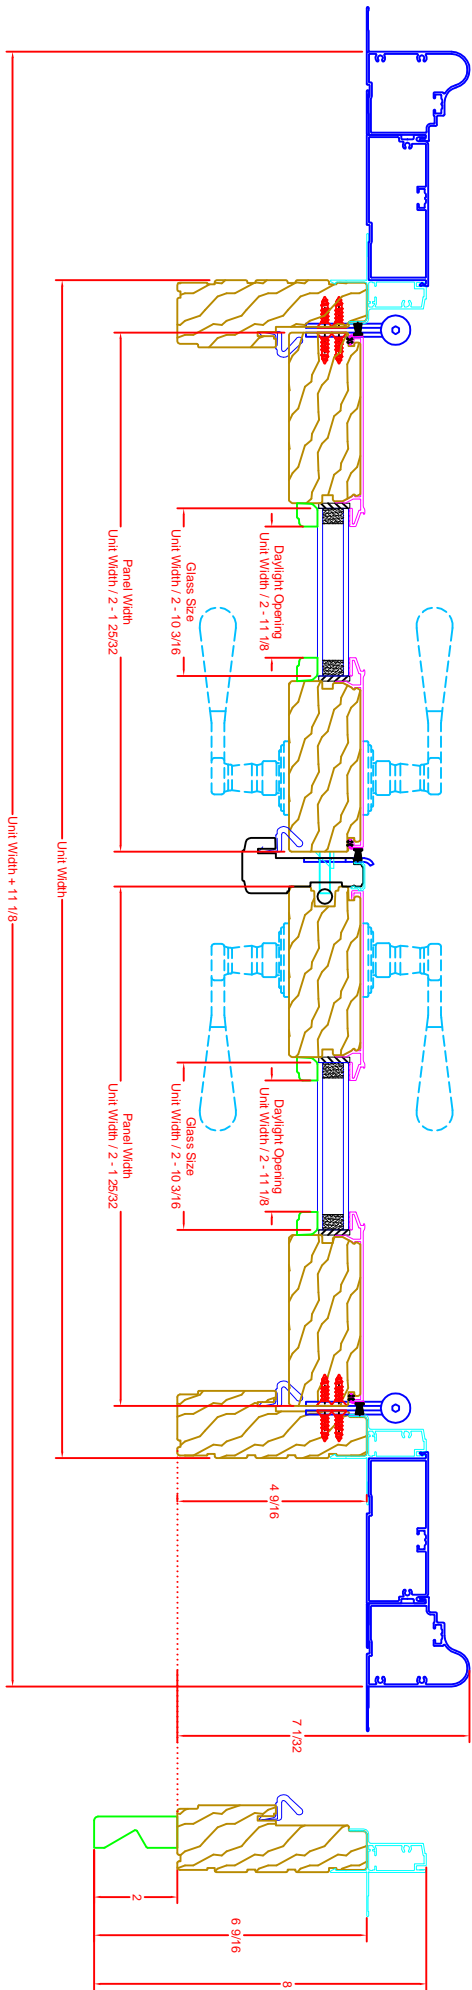 Daylight Opening
Unit Width / 2 - 11 1/8
Glass Size
Unit Width / 2 - 10 3/16
Panel Width
Unit Width / 2 - 1 25/32
Unit Width
Unit Width + 11 1/8
Daylight Opening
Unit Width / 2 - 11 1/8
Glass Size
Unit Width / 2 - 10 3/16
Panel Width
Unit Width / 2 - 1 25/32
4 9/16
7 1/32
2
6 9/16
8